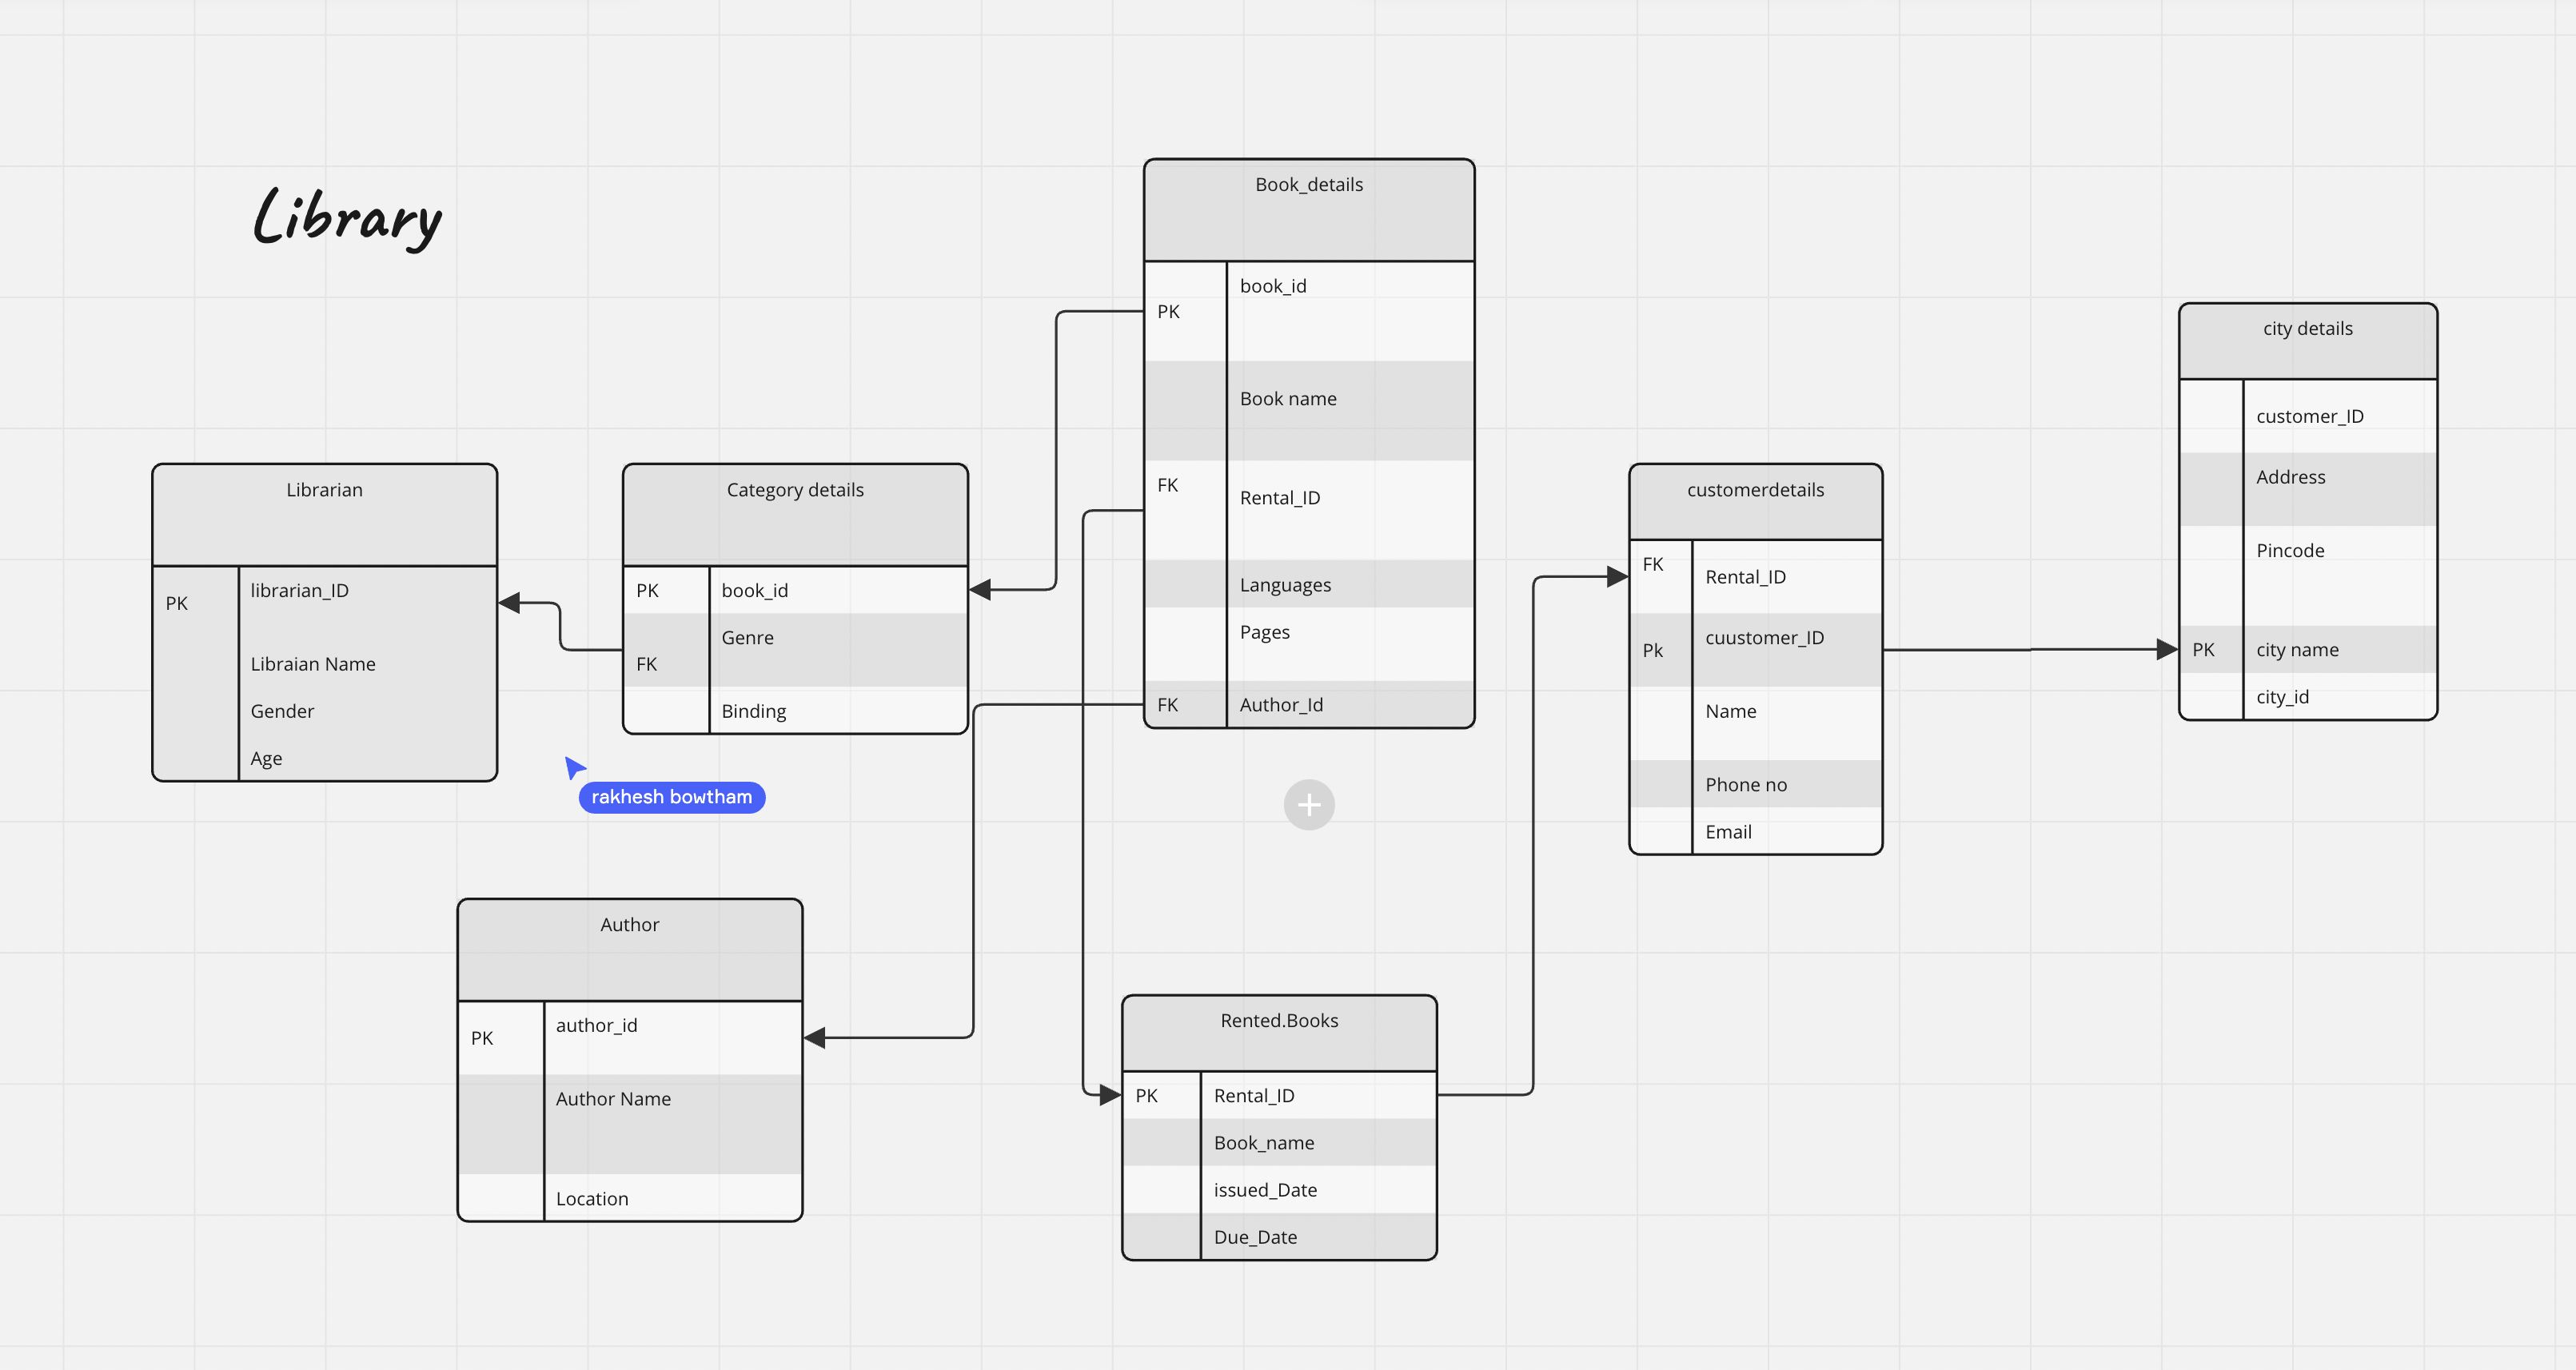 Library
Book_details
PK book_id
Book name
FK Rental_ID
Languages
Pages
FK Author_Id
city details
customer_ID
Address
Pincode
PK city name
city_id
Librarian
PK librarian_ID
Libraian Name
Gender
Age
Category details
PK book_id
FK Genre
Binding
customerdetails
FK Rental_ID
Pk cuustomer_ID
Name
Phone no
Email
rakhesh bowtham
Author
PK author_id
Author Name
Location
Rented.Books
PK Rental_ID
Book_name
issued_Date
Due_Date